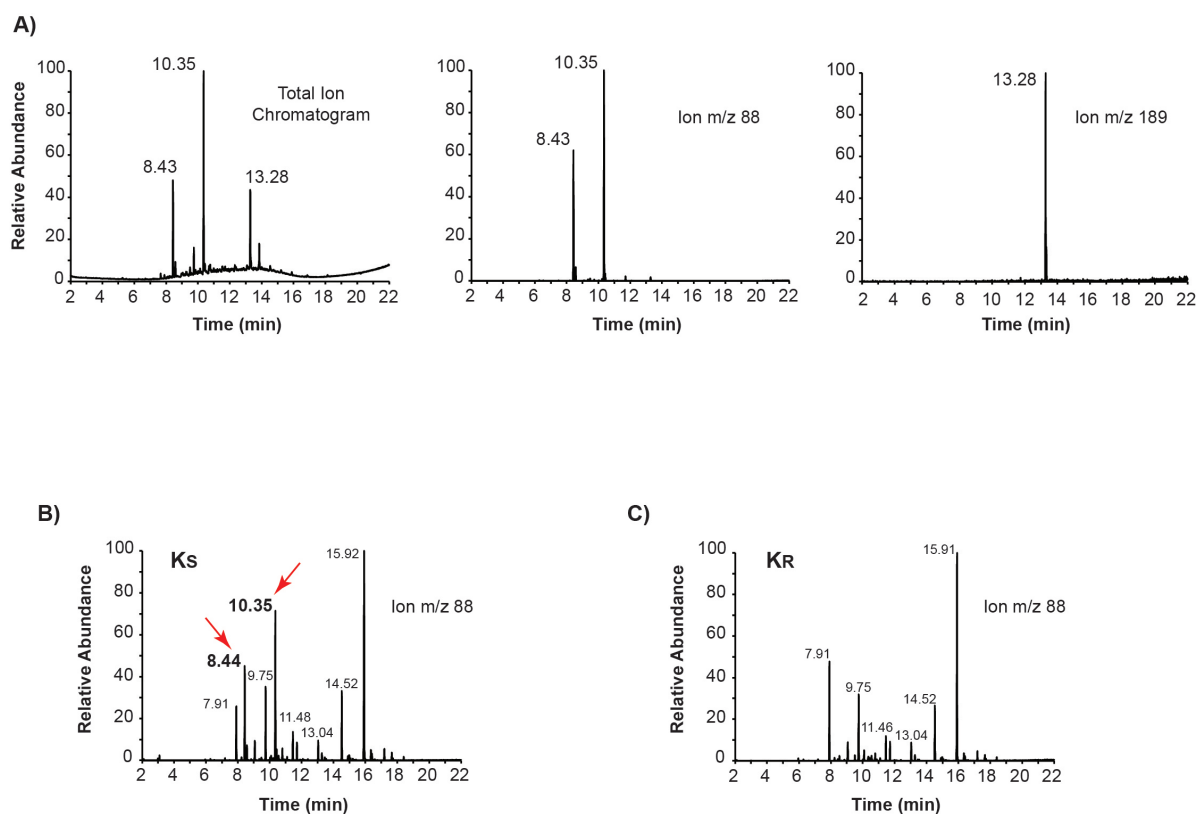 A)
Relative Abundance
100
80
60
40
20
0
10.35
8.43
13.28
Total Ion
Chromatogram
2 4 6 8 10 12 14 16 18 20 22
Time (min)
100
80
60
40
20
0
10.35
8.43
Ion m/z 88
2 4 6 8 10 12 14 16 18 20 22
Time (min)
100
80
60
40
20
0
13.28
Ion m/z 189
2 4 6 8 10 12 14 16 18 20 22
Time (min)
B)
Relative Abundance
100
80
60
40
20
0
KS
15.92
10.35
8.44
9.75
7.91
11.48
13.04
14.52
Ion m/z 88
2 4 6 8 10 12 14 16 18 20 22
Time (min)
C)
Relative Abundance
100
80
60
40
20
0
KR
15.91
7.91
9.75
11.46
13.04
14.52
Ion m/z 88
2 4 6 8 10 12 14 16 18 20 22
Time (min)